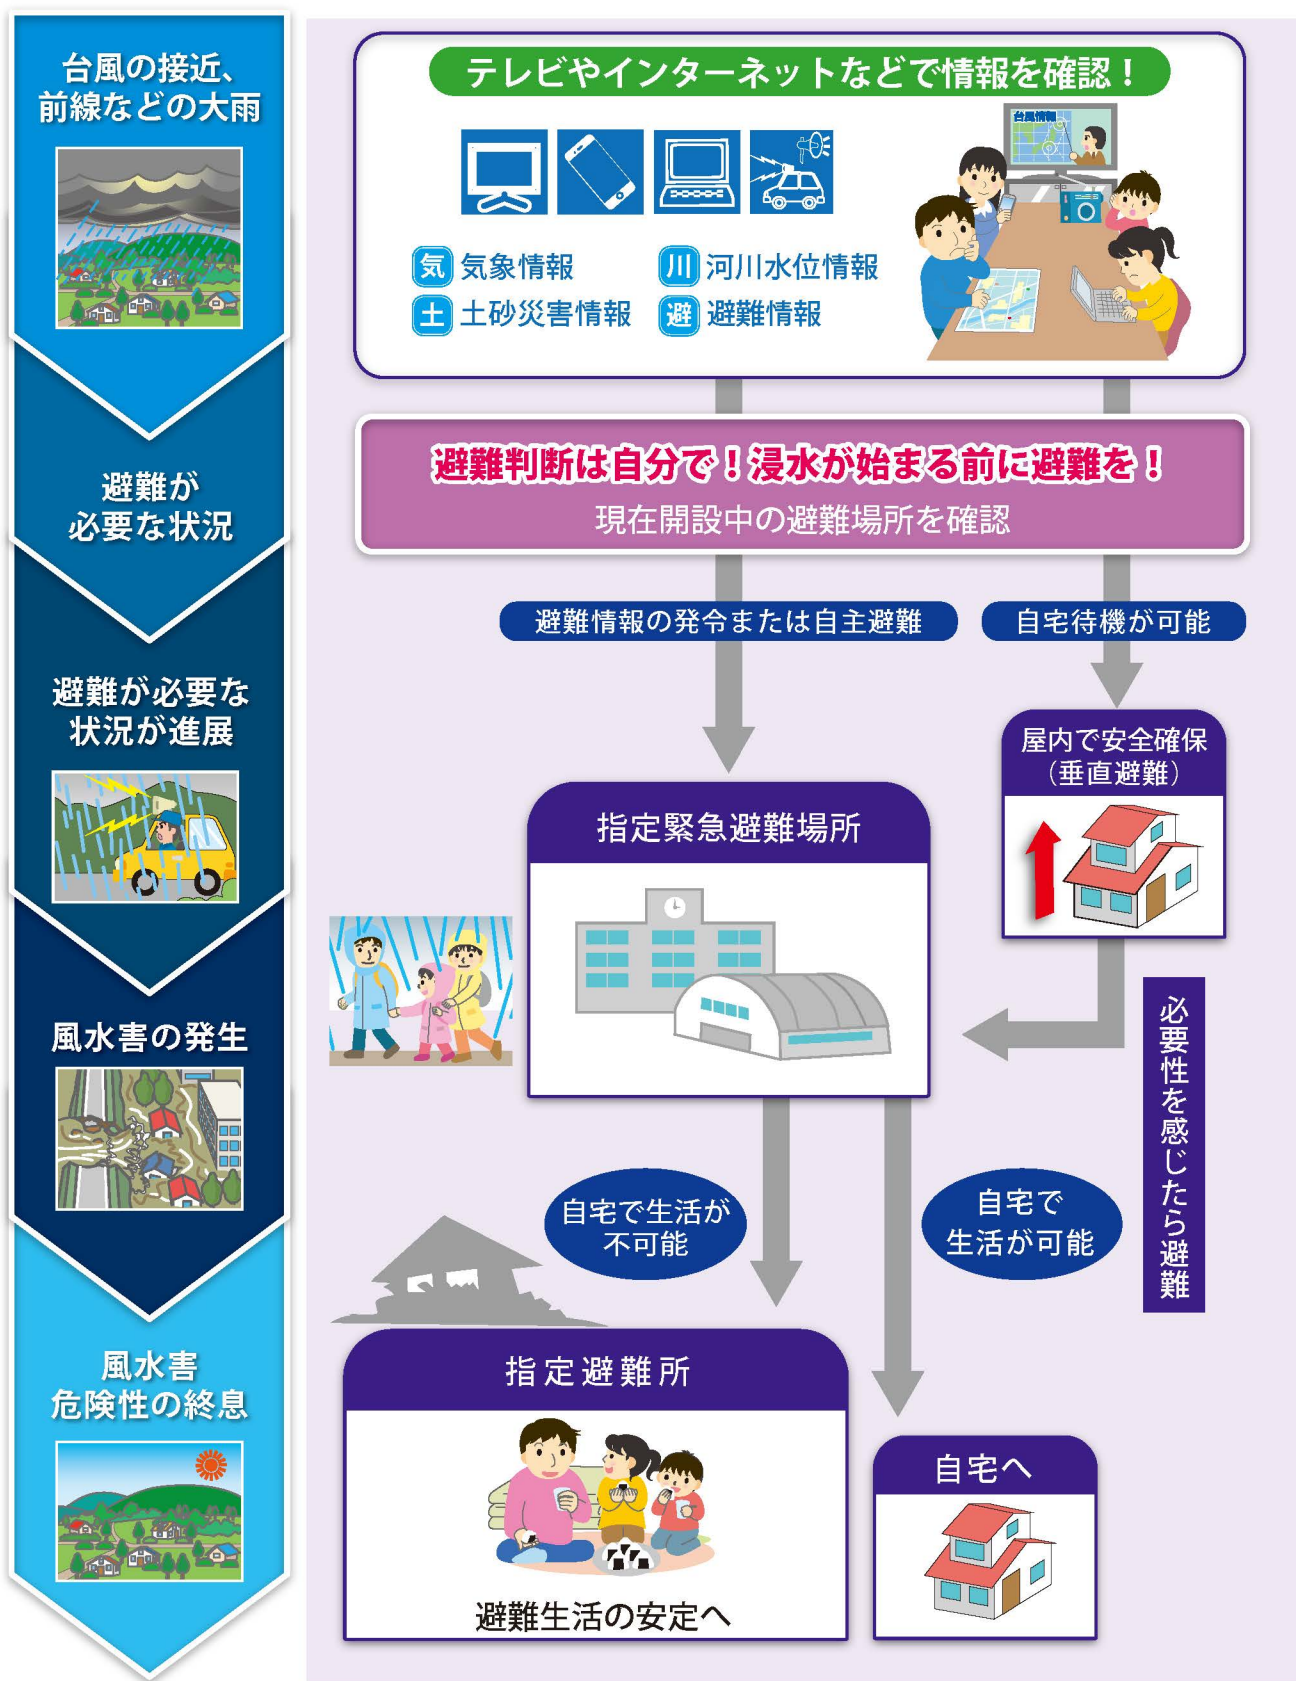 台風の接近、
前線などの大雨
避難が
必要な状況
避難が必要な
状況が進展
風水害の発生
風水害
危険性の終息
テレビやインターネットなどで情報を確認！
台風情報
気 気象情報
川 河川水位情報
土 土砂災害情報
避 避難情報
避難判断は自分で！浸水が始まる前に避難を！
現在開設中の避難場所を確認
避難情報の発令または自主避難
自宅待機が可能
屋内で安全確保
（垂直避難）
指定緊急避難場所
必要性を感じたら避難
自宅で生活が
不可能
自宅で
生活が可能
指定避難所
避難生活の安定へ
自宅へ